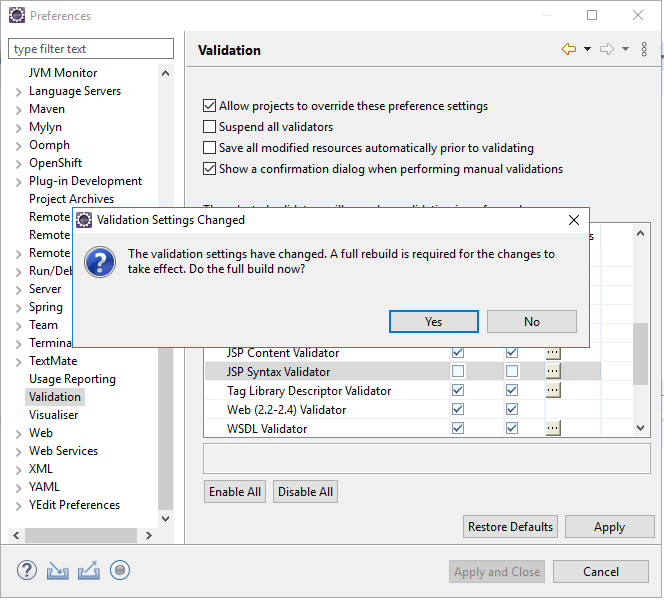 Preferences
type filter text
JVM Monitor
Language Servers
Maven
Mylyn
Oomph
OpenShift
Plug-in Development
Project Archives
Remote
Remote
Remote
Run/Deb
Server
Spring
Team
Termina
TextMate
Usage Reporting
Validation
Visualiser
Web
Web Services
XML
YAML
YEdit Preferences
Validation
Allow projects to override these preference settings
Suspend all validators
Save all modified resources automatically prior to validating
Show a confirmation dialog when performing manual validations
Validation Settings Changed
The validation settings have changed. A full rebuild is required for the changes to
take effect. Do the full build now?
Yes
No
JSP Content Validator
JSP Syntax Validator
Tag Library Descriptor Validator
Web (2.2-2.4) Validator
WSDL Validator
Enable All
Disable All
Restore Defaults
Apply
Apply and Close
Cancel